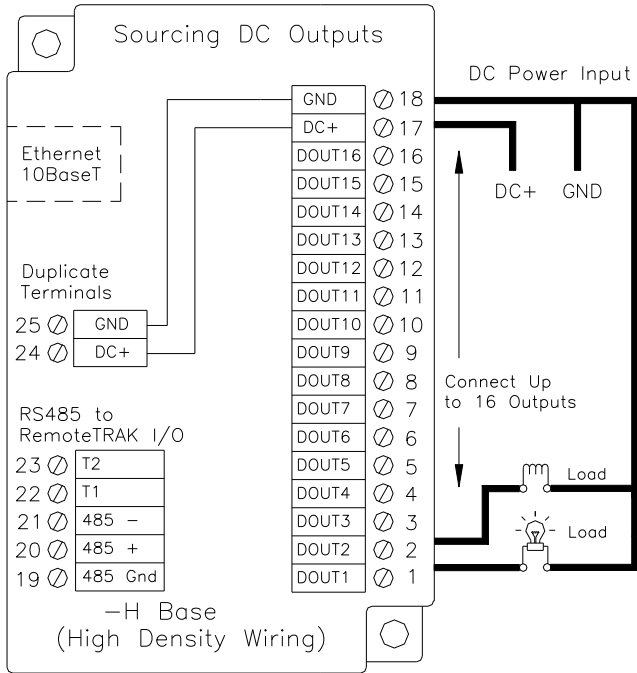 Sourcing DC Outputs
DC Power Input
GND 18
DC+ 17
DOUT16 16
DOUT15 15
DOUT14 14
DOUT13 13
DOUT12 12
DOUT11 11
DOUT10 10
DOUT9 9
DOUT8 8
DOUT7 7
DOUT6 6
DOUT5 5
DOUT4 4
DOUT3 3
DOUT2 2
DOUT1 1
Ethernet
10BaseT
DC+ GND
Duplicate
Terminals
25 GND
24 DC+
Connect Up
to 16 Outputs
RS485 to
RemoteTRAK I/O
23 T2
22 T1
21 485 -
20 485 +
19 485 Gnd
Load
Load
-H Base
(High Density Wiring)